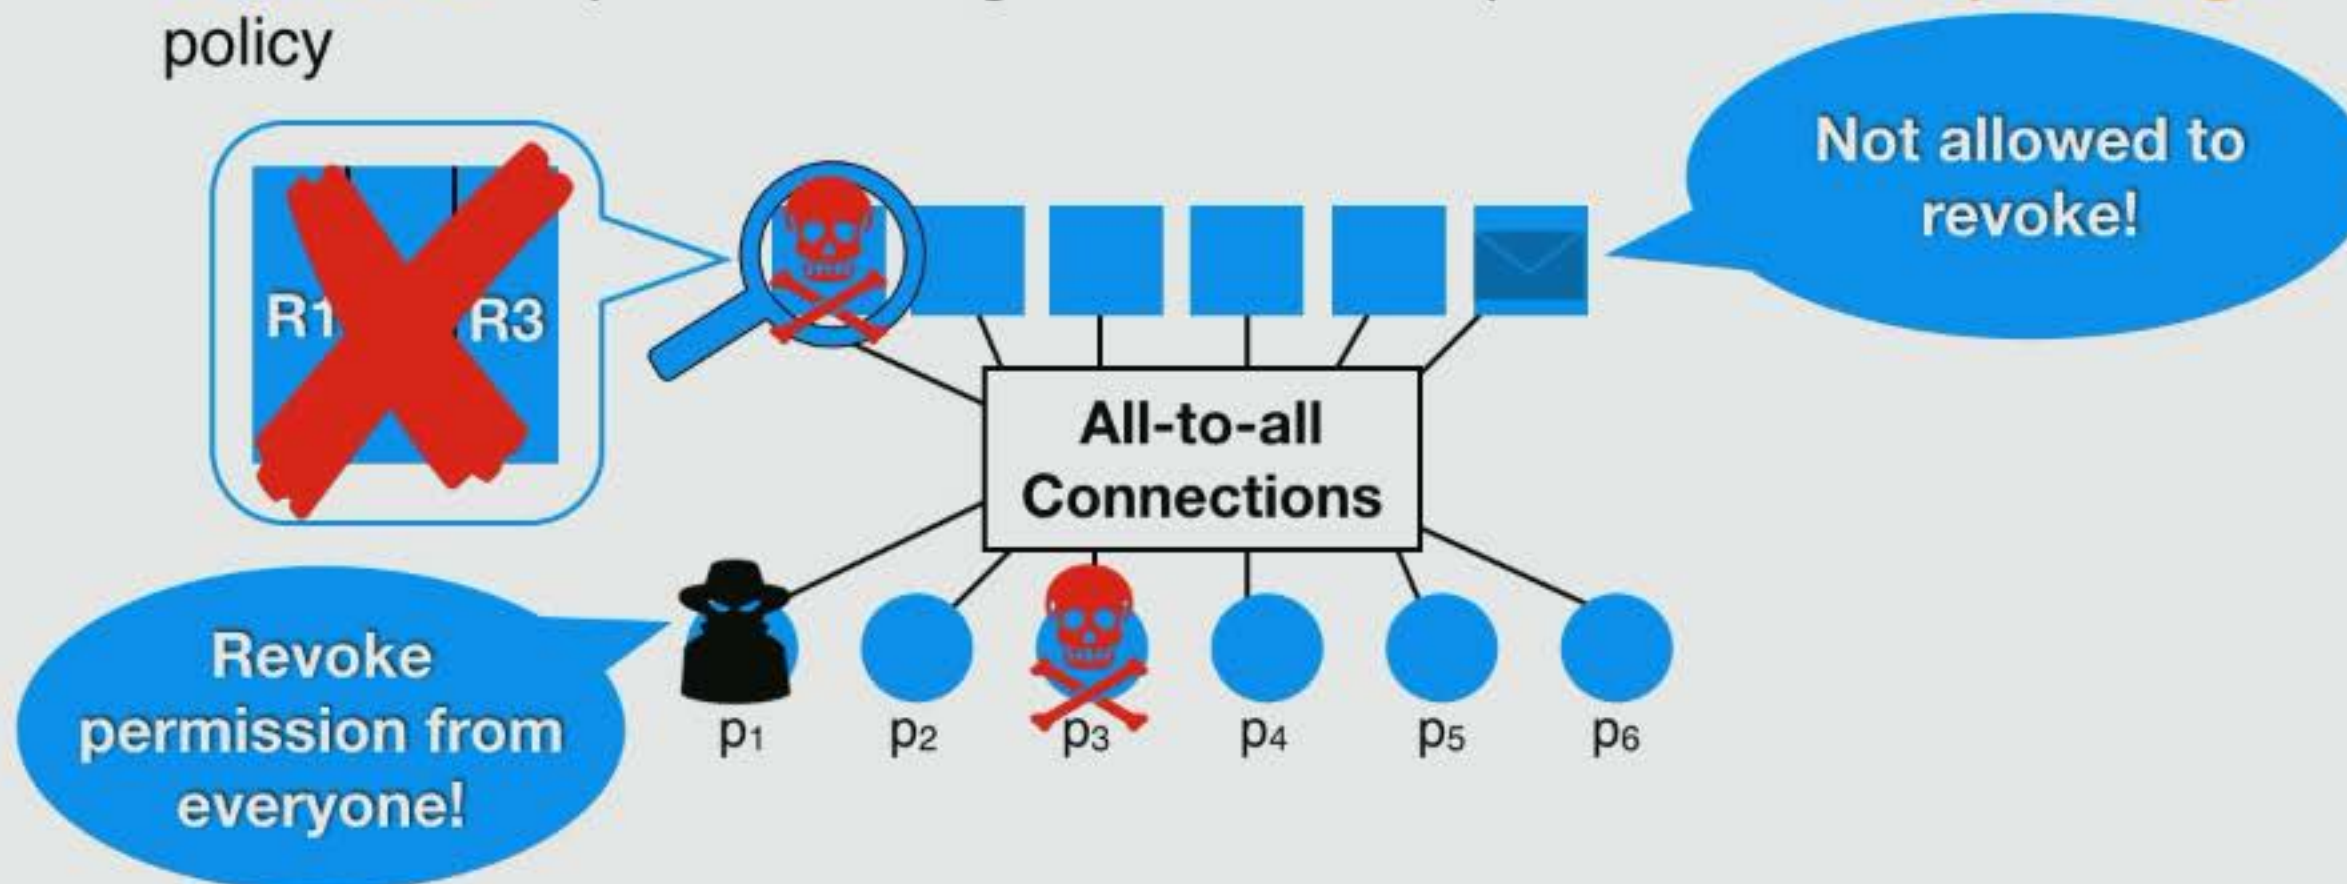 policy
Not allowed to
revoke!
R1
R3
All-to-all
Connections
Revoke
permission from
everyone!
p1
p2
p3
p4
p5
p6